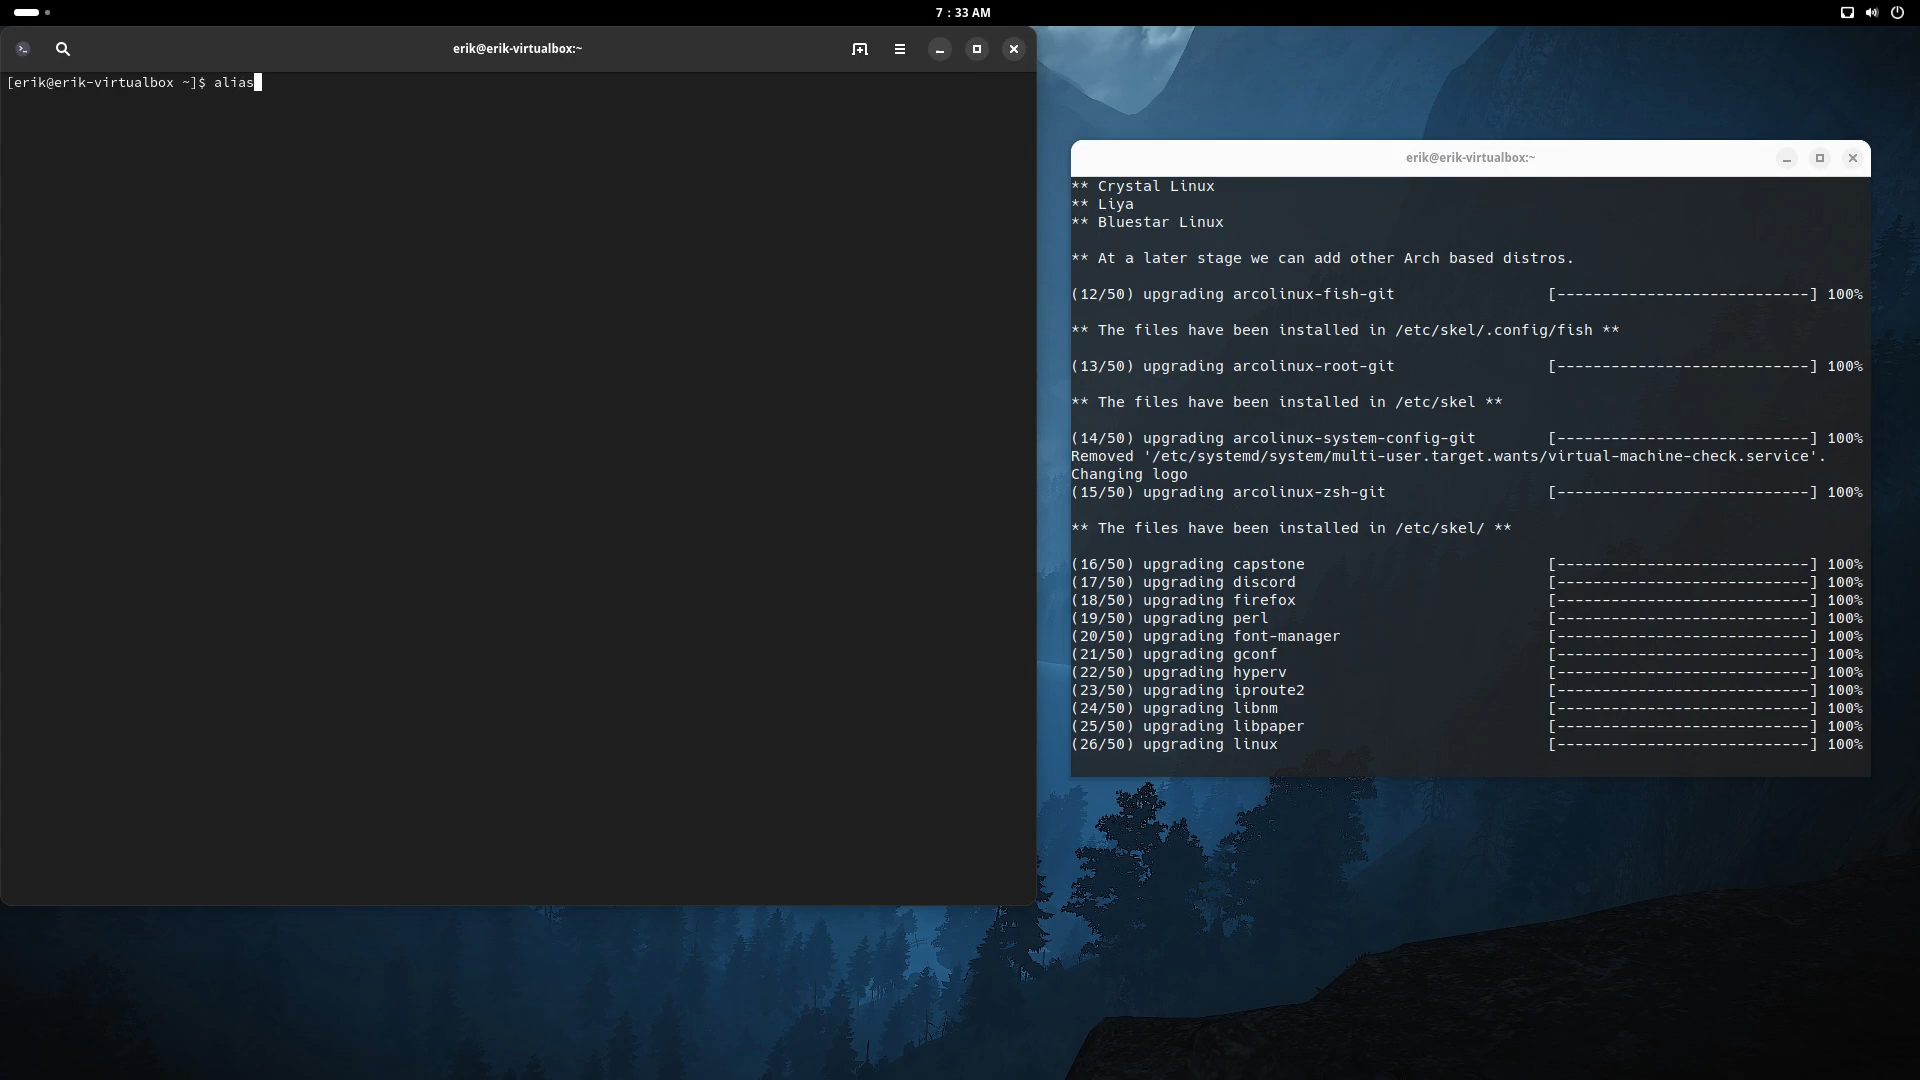 7 : 33 AM
erik@erik-virtualbox:~
[erik@erik-virtualbox ~]$ alias
erik@erik-virtualbox:~
** Crystal Linux
** Liya
** Bluestar Linux
** At a later stage we can add other Arch based distros.
(12/50) upgrading arcolinux-fish-git [----------------------------] 100%
** The files have been installed in /etc/skel/.config/fish **
(13/50) upgrading arcolinux-root-git [----------------------------] 100%
** The files have been installed in /etc/skel **
(14/50) upgrading arcolinux-system-config-git [----------------------------] 100%
Removed '/etc/systemd/system/multi-user.target.wants/virtual-machine-check.service'.
Changing logo
(15/50) upgrading arcolinux-zsh-git [----------------------------] 100%
** The files have been installed in /etc/skel/ **
(16/50) upgrading capstone [----------------------------] 100%
(17/50) upgrading discord [----------------------------] 100%
(18/50) upgrading firefox [----------------------------] 100%
(19/50) upgrading perl [----------------------------] 100%
(20/50) upgrading font-manager [----------------------------] 100%
(21/50) upgrading gconf [----------------------------] 100%
(22/50) upgrading hyperv [----------------------------] 100%
(23/50) upgrading iproute2 [----------------------------] 100%
(24/50) upgrading libnm [----------------------------] 100%
(25/50) upgrading libpaper [----------------------------] 100%
(26/50) upgrading linux [----------------------------] 100%